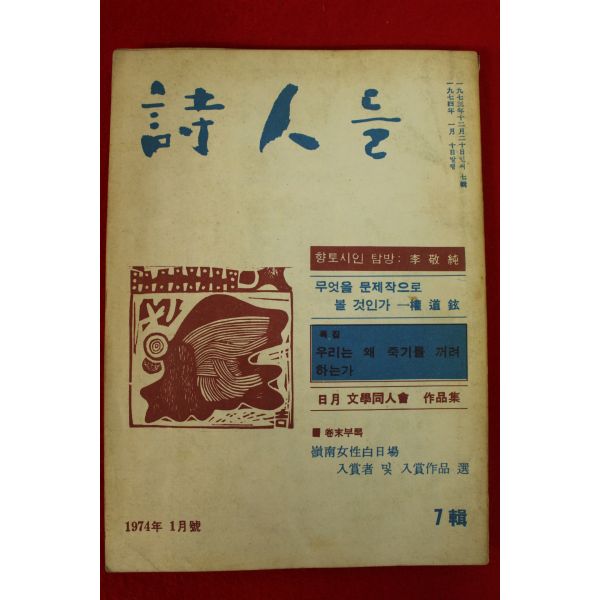 詩人들
一九七三年十二月二十日인쇄 七輯
一九七四年 一月 十日발행
향토시인 탐방: 李敬純
무엇을 문제작으로
볼 것인가 —權道鉉
특집
우리는 왜 죽기를 꺼려
하는가
日月 文學同人會 作品集
卷末부록
嶺南女性白日場
入賞者 및 入賞作品 選
1974年 1月號
7輯